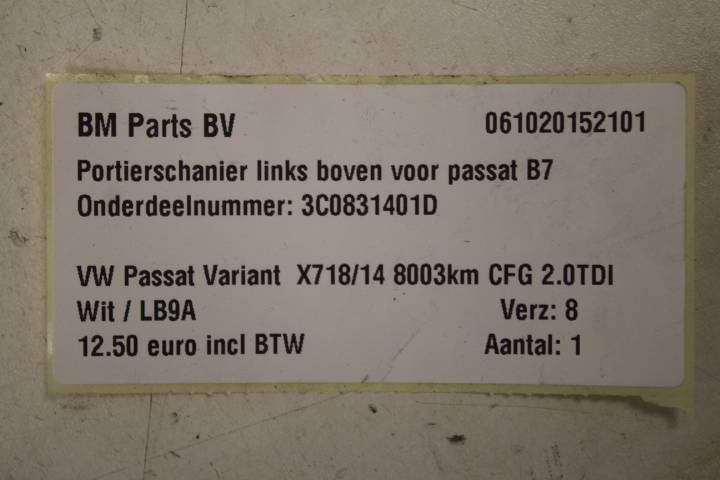 BM Parts BV 061020152101
Portierschanier links boven voor passat B7
Onderdeelnummer: 3C0831401D
VW Passat Variant X718/14 8003km CFG 2.0TDI
Wit / LB9A Verz: 8
12.50 euro incl BTW Aantal: 1